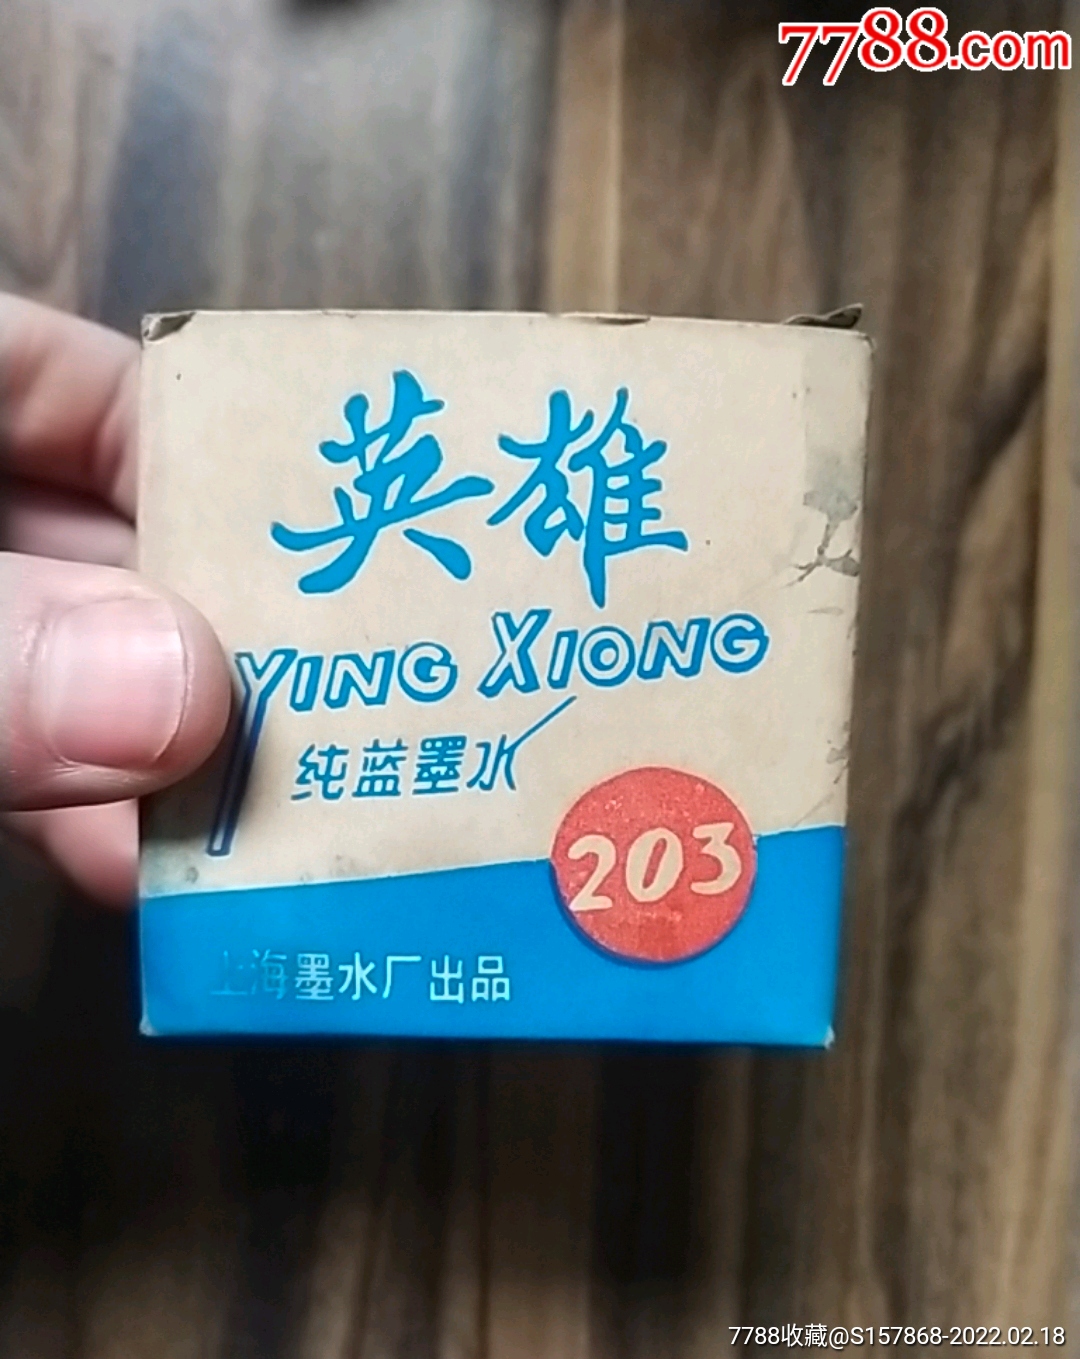 7788.com
英雄
YING XIONG
纯蓝墨水
203
上海墨水厂出品
7788收藏@S157868-2022.02.18